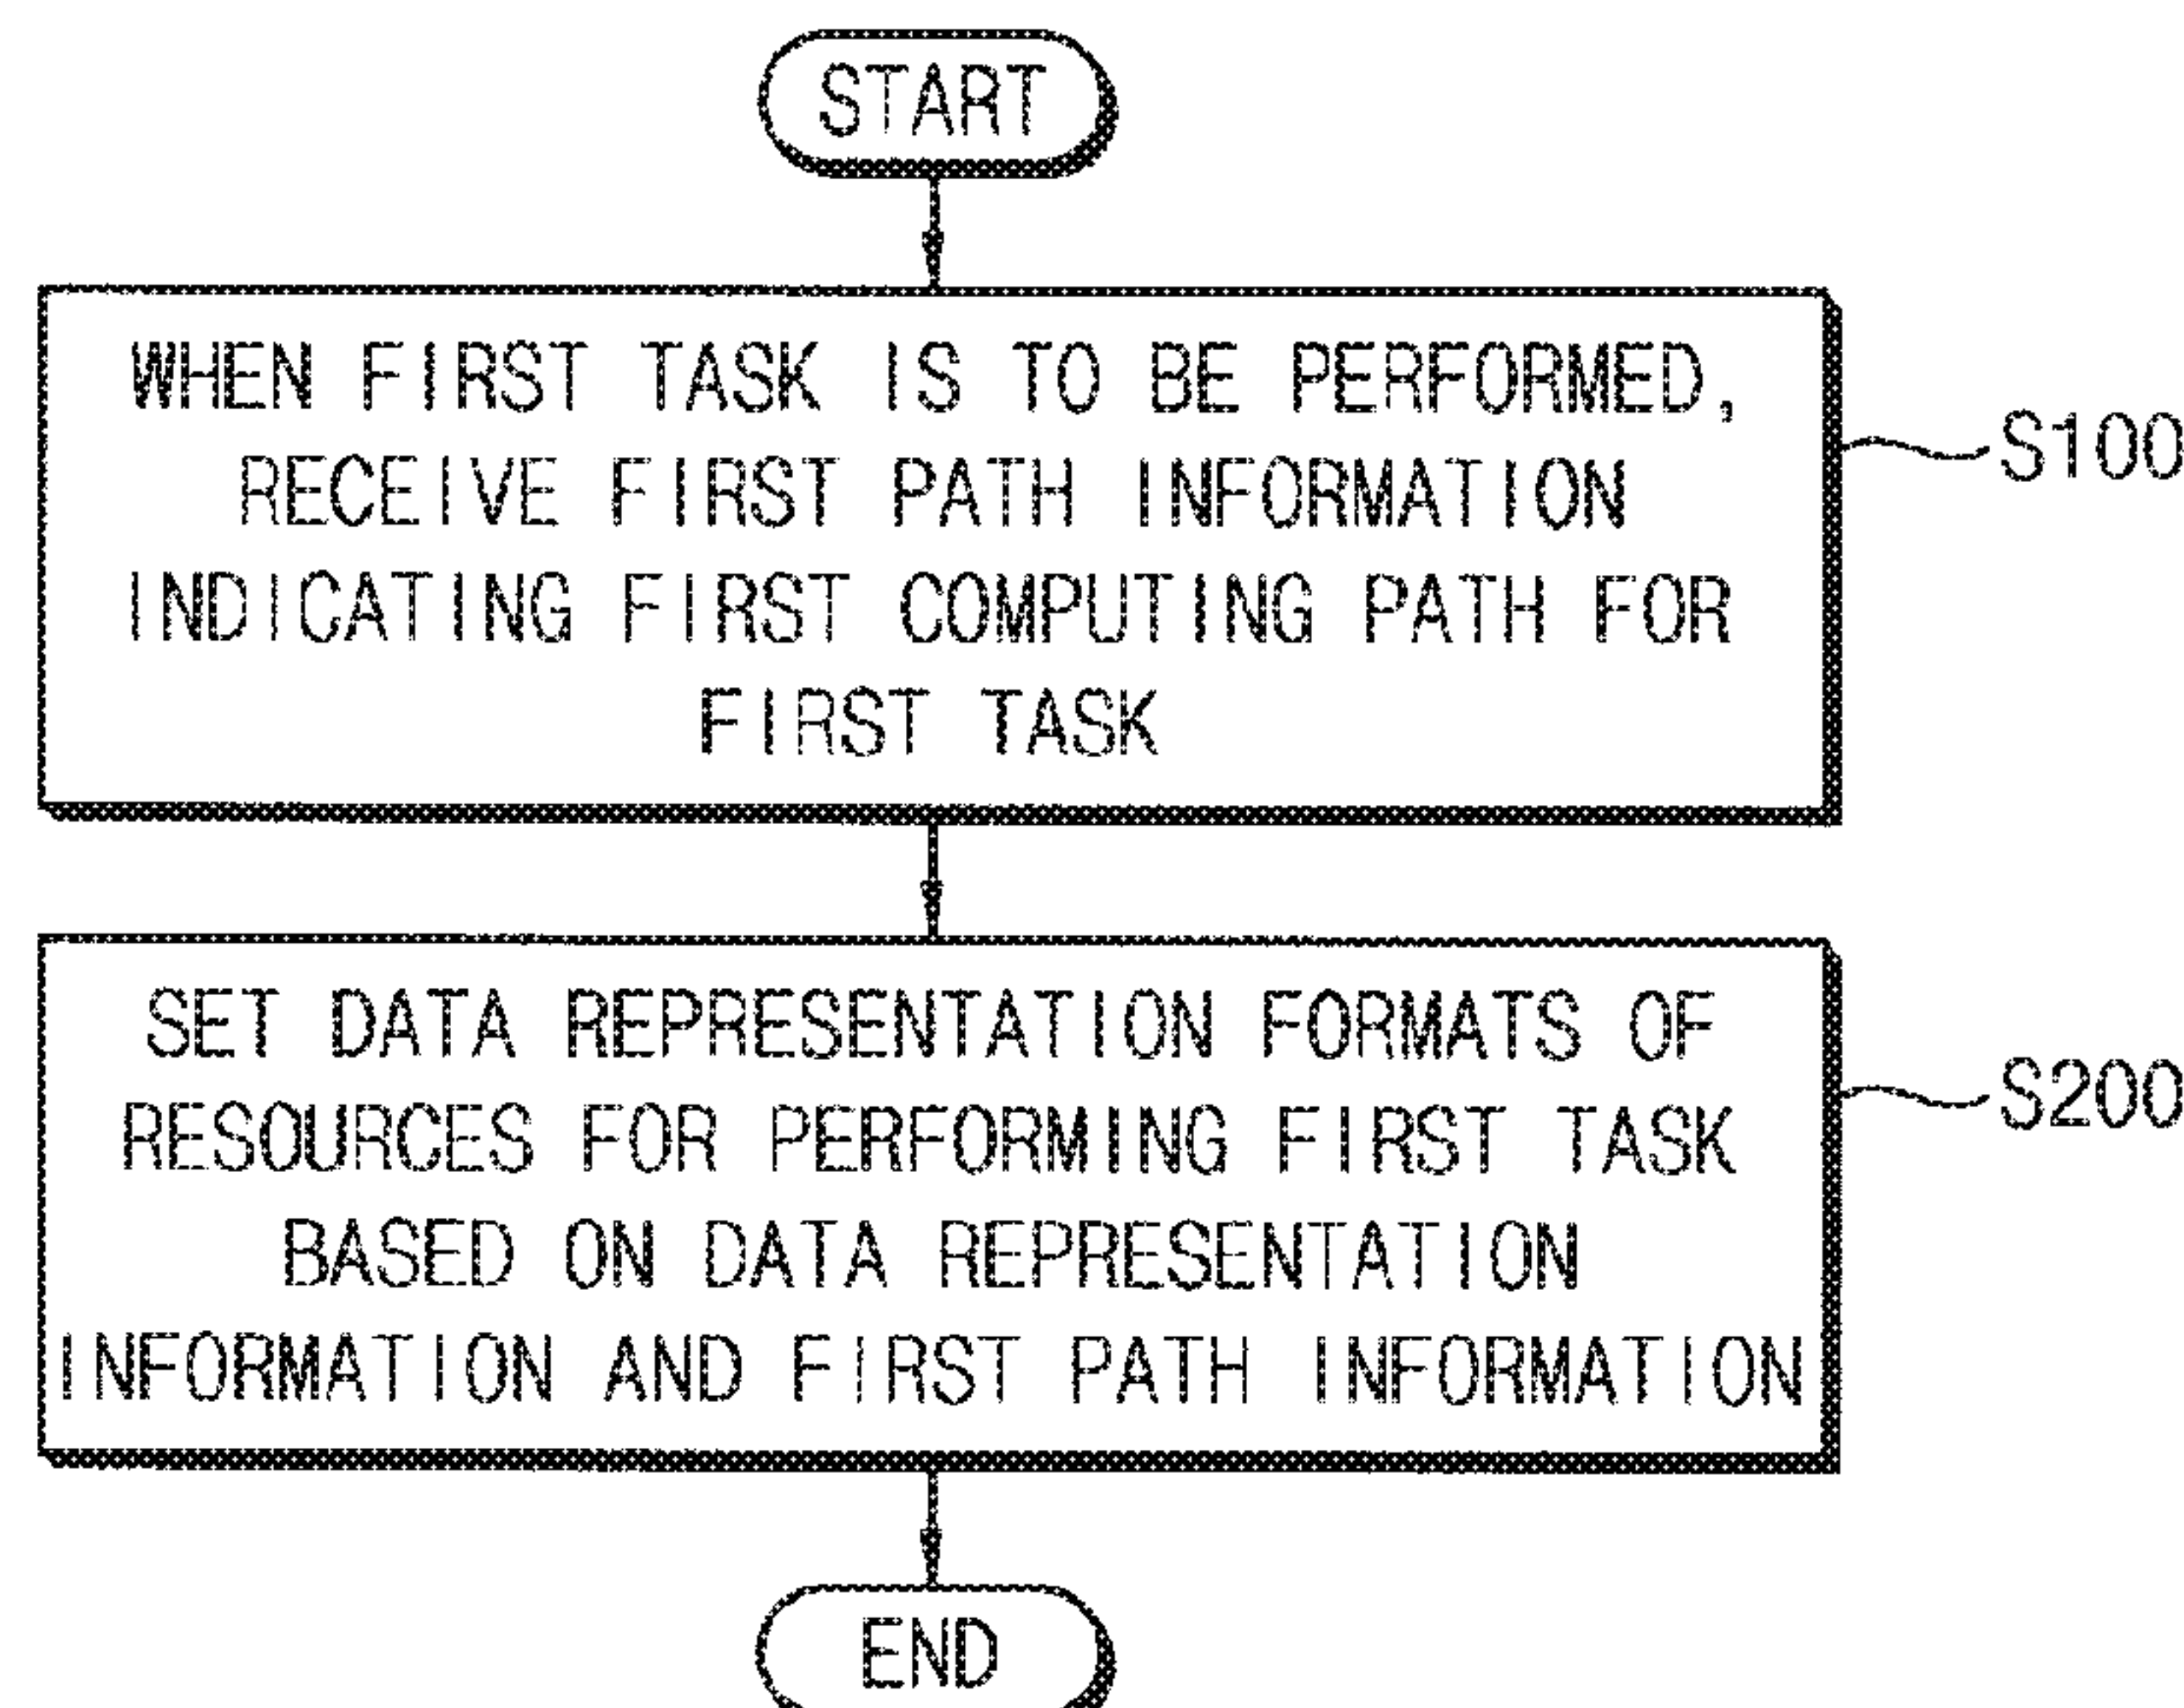 START
WHEN FIRST TASK IS TO BE PERFORMED,
RECEIVE FIRST PATH INFORMATION
INDICATING FIRST COMPUTING PATH FOR
FIRST TASK
S100
SET DATA REPRESENTATION FORMATS OF
RESOURCES FOR PERFORMING FIRST TASK
BASED ON DATA REPRESENTATION
INFORMATION AND FIRST PATH INFORMATION
S200
END